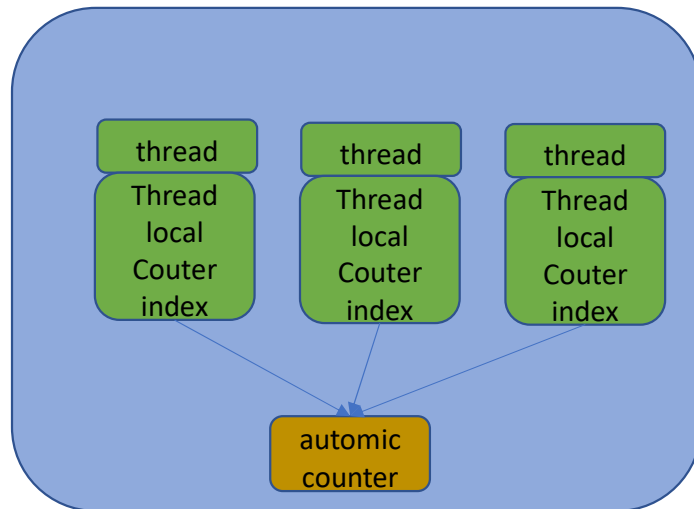 thread
Thread
local
Couter
index
thread
Thread
local
Couter
index
thread
Thread
local
Couter
index
automic
counter